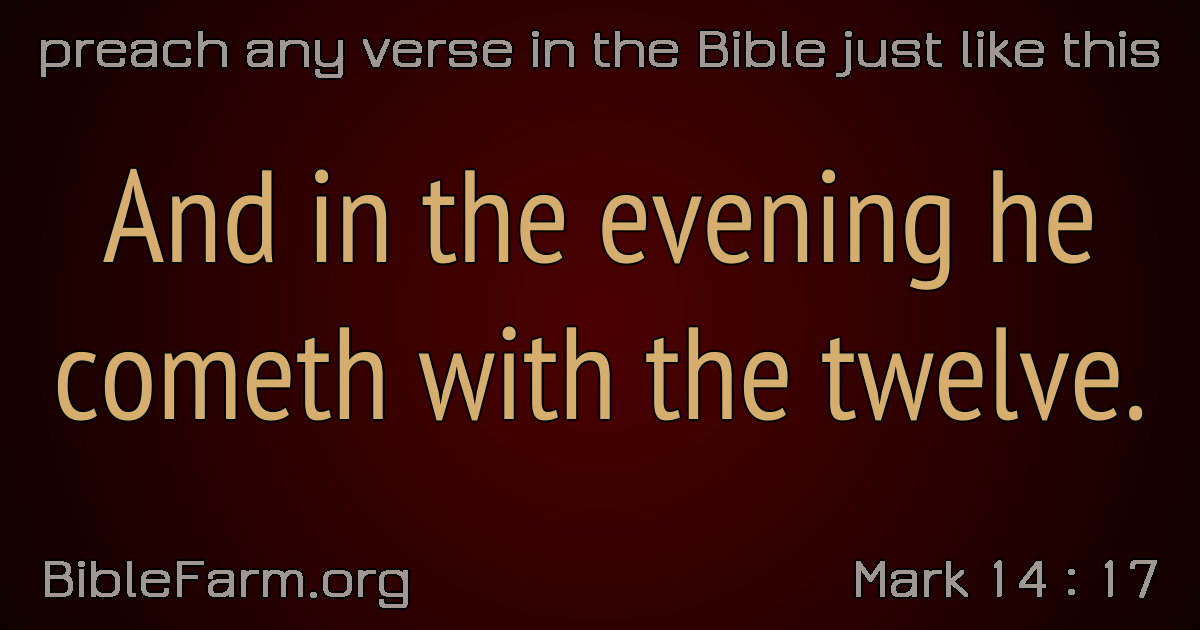 preach any verse in the Bible just like this
And in the evening he
cometh with the twelve.
BibleFarm.org
Mark 14 : 17